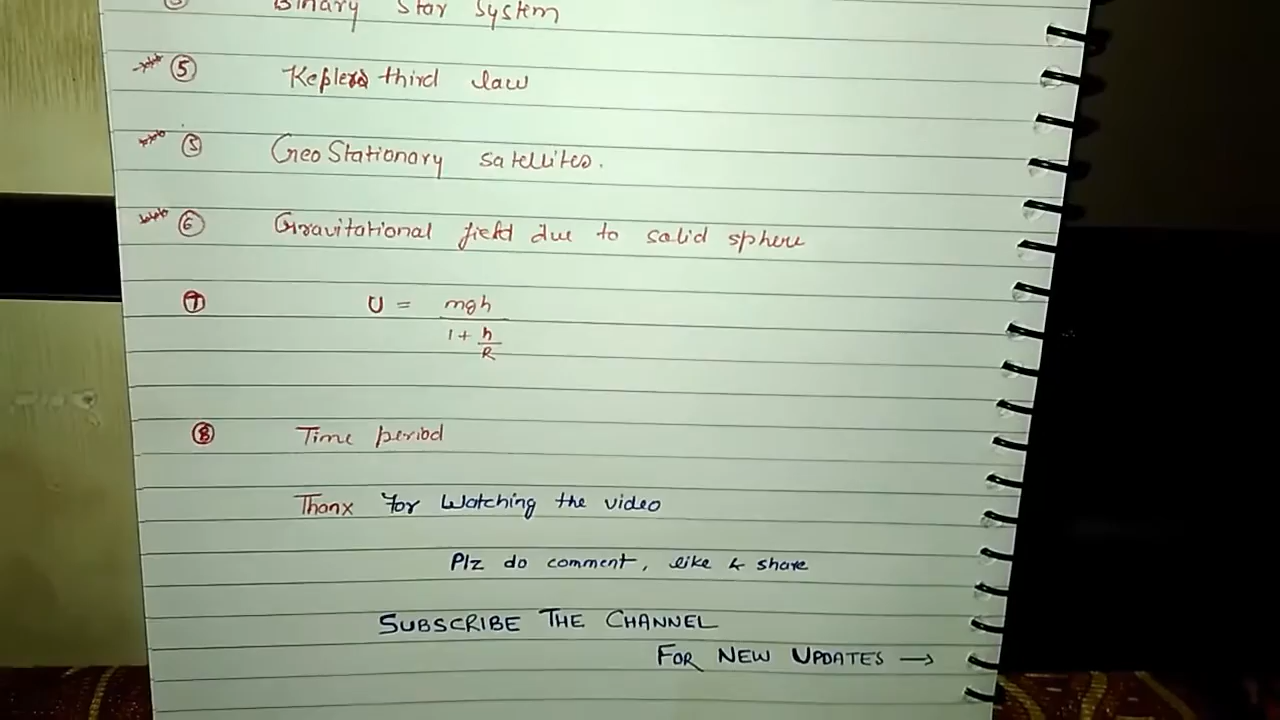 Binary Star System
*** ⑤ Keplers third law
*** ⑤ GeoStationary satellites.
*** ⑥ Gravitational field due to solid sphere
⑦ U = mgh / 1 + h/R
⑧ Time period
Thanx for Watching the video
Plz do comment, like & share
SUBSCRIBE THE CHANNEL
FOR NEW UPDATES →